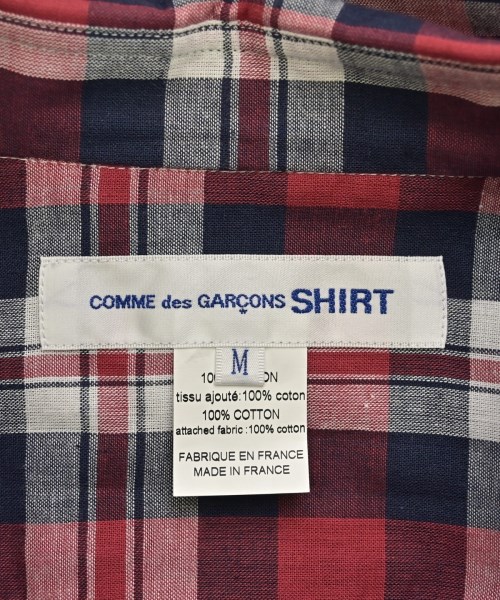 COMME des GARÇONS SHIRT
M
tissu ajouté:100% coton
100% COTTON
attached fabric :100% cotton
FABRIQUE EN FRANCE
MADE IN FRANCE